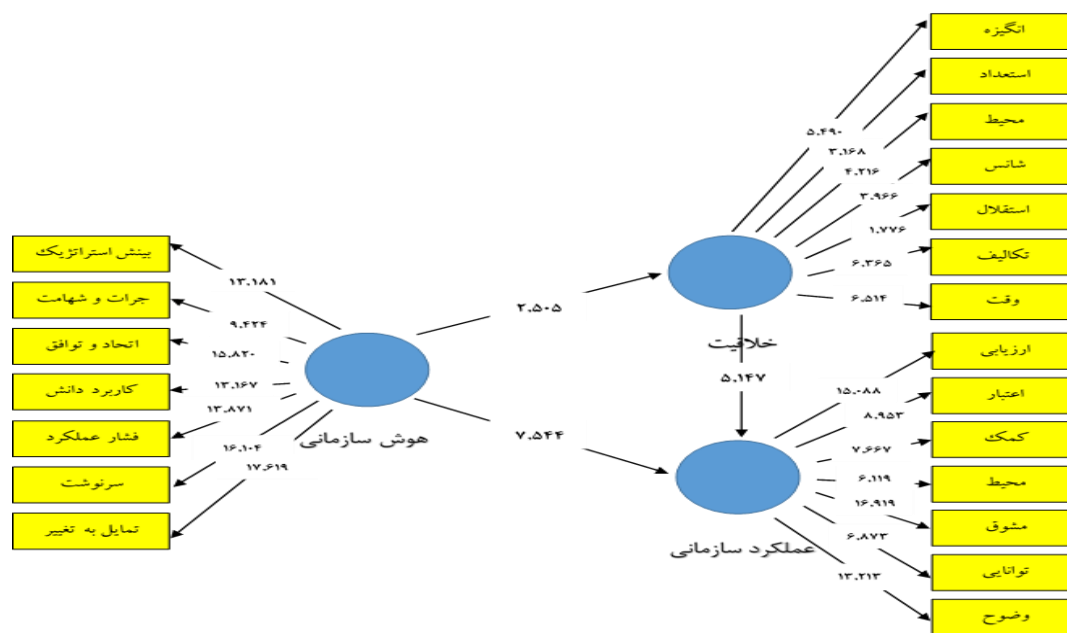 انگیزه
استعداد
محیط
شانس
استقلال
تکالیف
وقت
۵.۴۹۰
۳.۱۶۸
۴.۲۱۶
۳.۹۶۶
۱.۷۷۶
۶.۳۶۵
۶.۵۱۴
خلاقیت
بینش استراتژیک
جرات و شهامت
اتحاد و توافق
کاربرد دانش
فشار عملکرد
سرنوشت
تمایل به تغییر
۱۳.۱۸۱
۹.۴۲۴
۱۵.۸۲۰
۱۳.۱۶۷
۱۳.۸۷۱
۱۶.۱۰۴
۱۷.۶۱۹
هوش سازمانی
۲.۵۰۵
۵.۱۴۷
۷.۵۴۴
ارزیابی
اعتبار
کمک
محیط
مشوق
توانایی
وضوح
۱۵.۰۸۸
۸.۹۵۳
۷.۶۶۷
۶.۱۱۹
۱۶.۹۱۹
۶.۸۷۳
۱۳.۲۱۳
عملکرد سازمانی